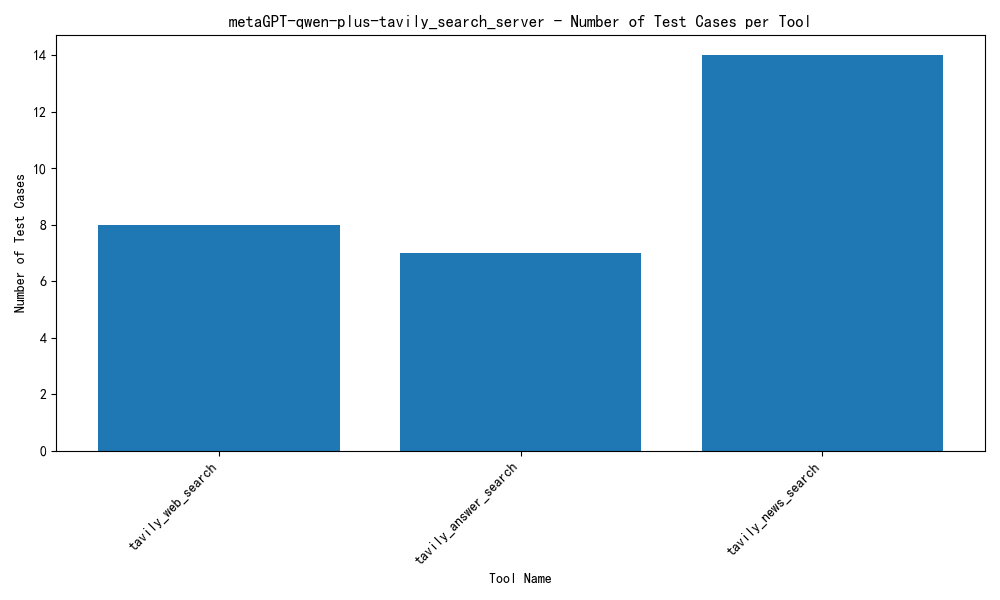 metaGPT-qwen-plus-tavily_search_server - Number of Test Cases per Tool
Number of Test Cases
14
12
10
8
6
4
2
0
tavily_web_search
tavily_answer_search
tavily_news_search
Tool Name